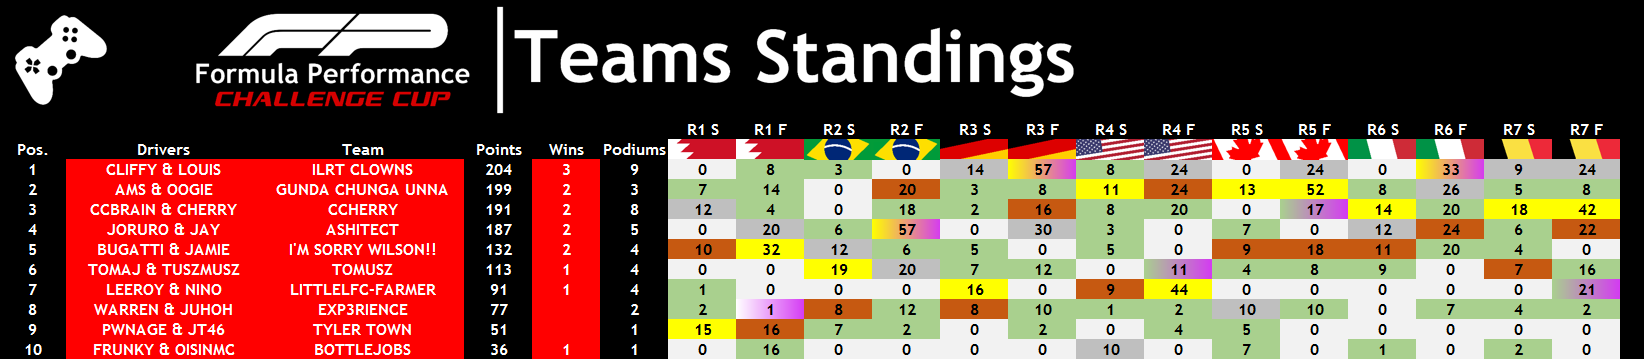 Formula Performance
CHALLENGE CUP
Teams Standings
R1 S R1 F R2 S R2 F R3 S R3 F R4 S R4 F R5 S R5 F R6 S R6 F R7 S R7 F
Pos. Drivers Team Points Wins Podiums
1 CLIFFY & LOUIS ILRT CLOWNS 204 3 9 0 8 3 0 14 57 8 24 0 24 0 33 9 24
2 AMS & OOGIE GUNDA CHUNGA UNNA 199 2 3 7 14 0 20 3 8 11 24 13 52 8 26 5 8
3 CCBRAIN & CHERRY CCHERRY 191 2 8 12 4 0 18 2 16 8 20 0 17 14 20 18 42
4 JORURO & JAY ASHITECT 187 2 5 0 20 6 57 0 30 3 0 7 0 12 24 6 22
5 BUGATTI & JAMIE I'M SORRY WILSON!! 132 2 4 10 32 12 6 5 0 5 0 9 18 11 20 4 0
6 TOMAJ & TUSZMUSZ TOMUSZ 113 1 4 0 0 19 20 7 12 0 11 4 8 9 0 7 16
7 LEEROY & NINO LITTLELFC-FARMER 91 1 4 1 0 0 0 16 0 9 44 0 0 0 0 0 21
8 WARREN & JUHOH EXP3RIENCE 77 2 2 1 8 12 8 10 1 2 10 10 0 7 4 2
9 PWNAGE & JT46 TYLER TOWN 51 1 15 16 7 2 0 2 0 4 5 0 0 0 0 0
10 FRUNKY & OISINMC BOTTLEJOBS 36 1 1 0 16 0 0 0 0 10 0 7 0 1 0 2 0